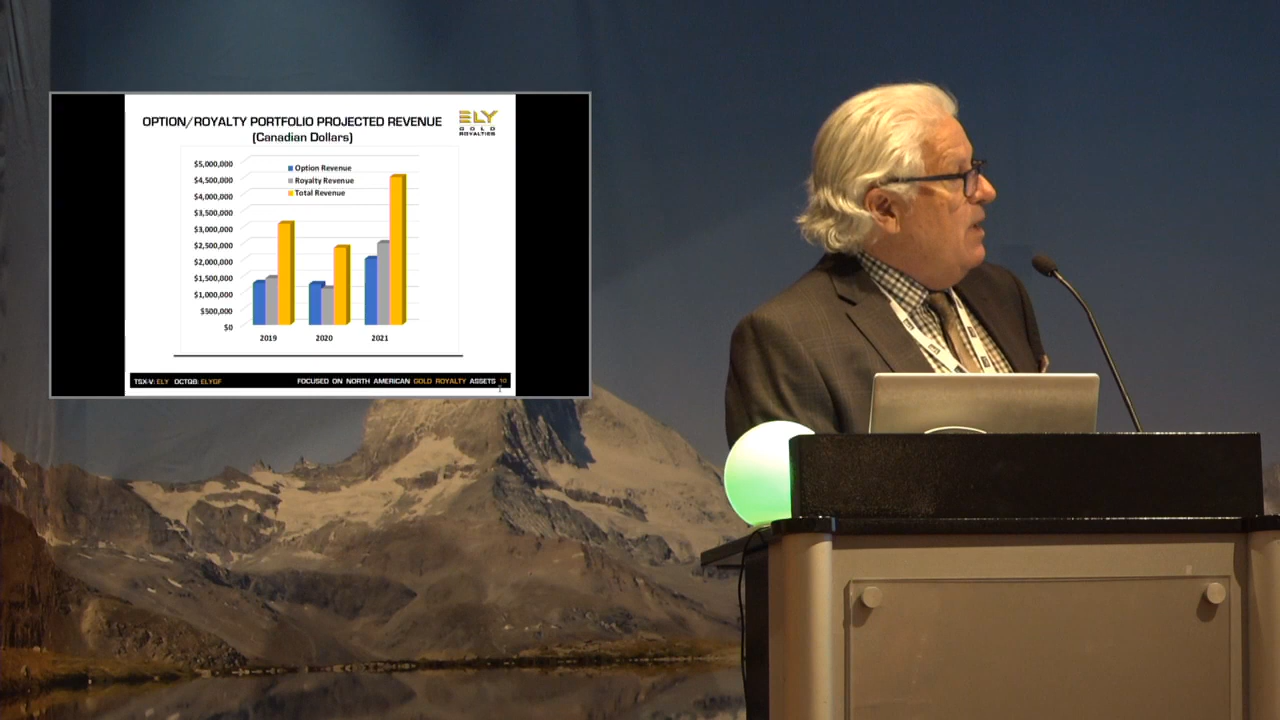 OPTION/ROYALTY PORTFOLIO PROJECTED REVENUE
(Canadian Dollars)
ELY
GOLD
ROYALTIES
$5,000,000
$4,500,000
$4,000,000
$3,500,000
$3,000,000
$2,500,000
$2,000,000
$1,500,000
$1,000,000
$500,000
$0
Option Revenue
Royalty Revenue
Total Revenue
2019 2020 2021
TSX-V: ELY OCTQB: ELYGF FOCUSED ON NORTH AMERICAN GOLD ROYALTY ASSETS 10